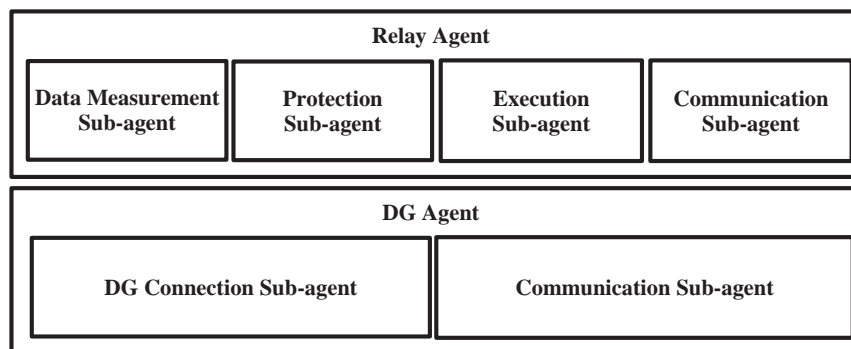 Relay Agent
Data Measurement
Sub-agent
Protection
Sub-agent
Execution
Sub-agent
Communication
Sub-agent
DG Agent
DG Connection Sub-agent
Communication Sub-agent